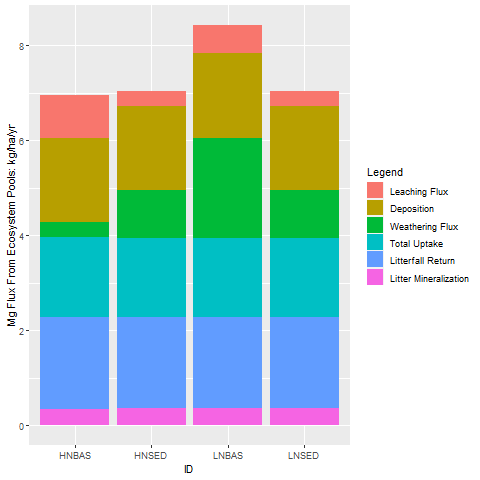 Mg Flux From Ecosystem Pools: kg/ha/yr
8
6
4
2
0
HNBAS
HNSED
LNBAS
LNSED
ID
Legend
Leaching Flux
Deposition
Weathering Flux
Total Uptake
Litterfall Return
Litter Mineralization